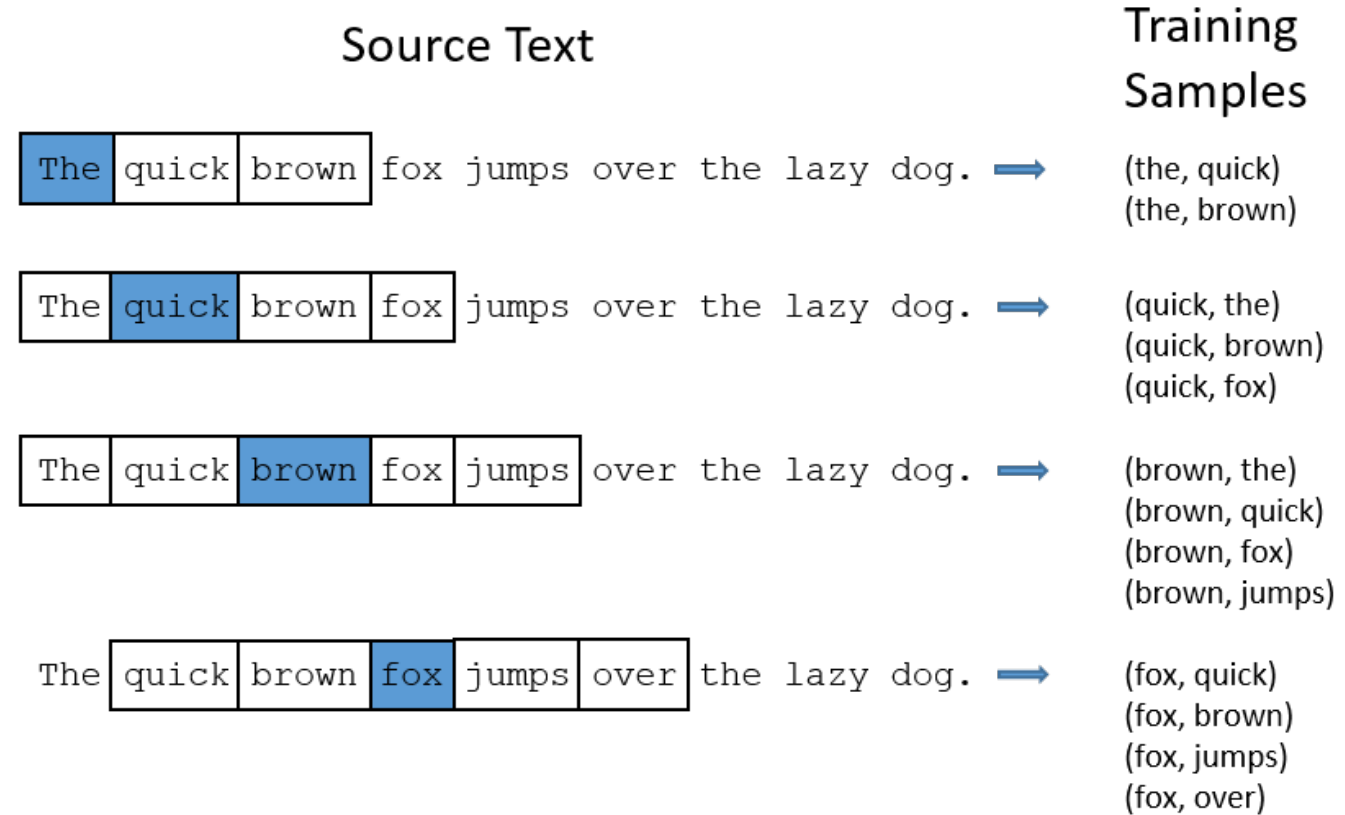 Source Text
Training
Samples
The quick brown fox jumps over the lazy dog.
(the, quick)
(the, brown)
The quick brown fox jumps over the lazy dog.
(quick, the)
(quick, brown)
(quick, fox)
The quick brown fox jumps over the lazy dog.
(brown, the)
(brown, quick)
(brown, fox)
(brown, jumps)
The quick brown fox jumps over the lazy dog.
(fox, quick)
(fox, brown)
(fox, jumps)
(fox, over)